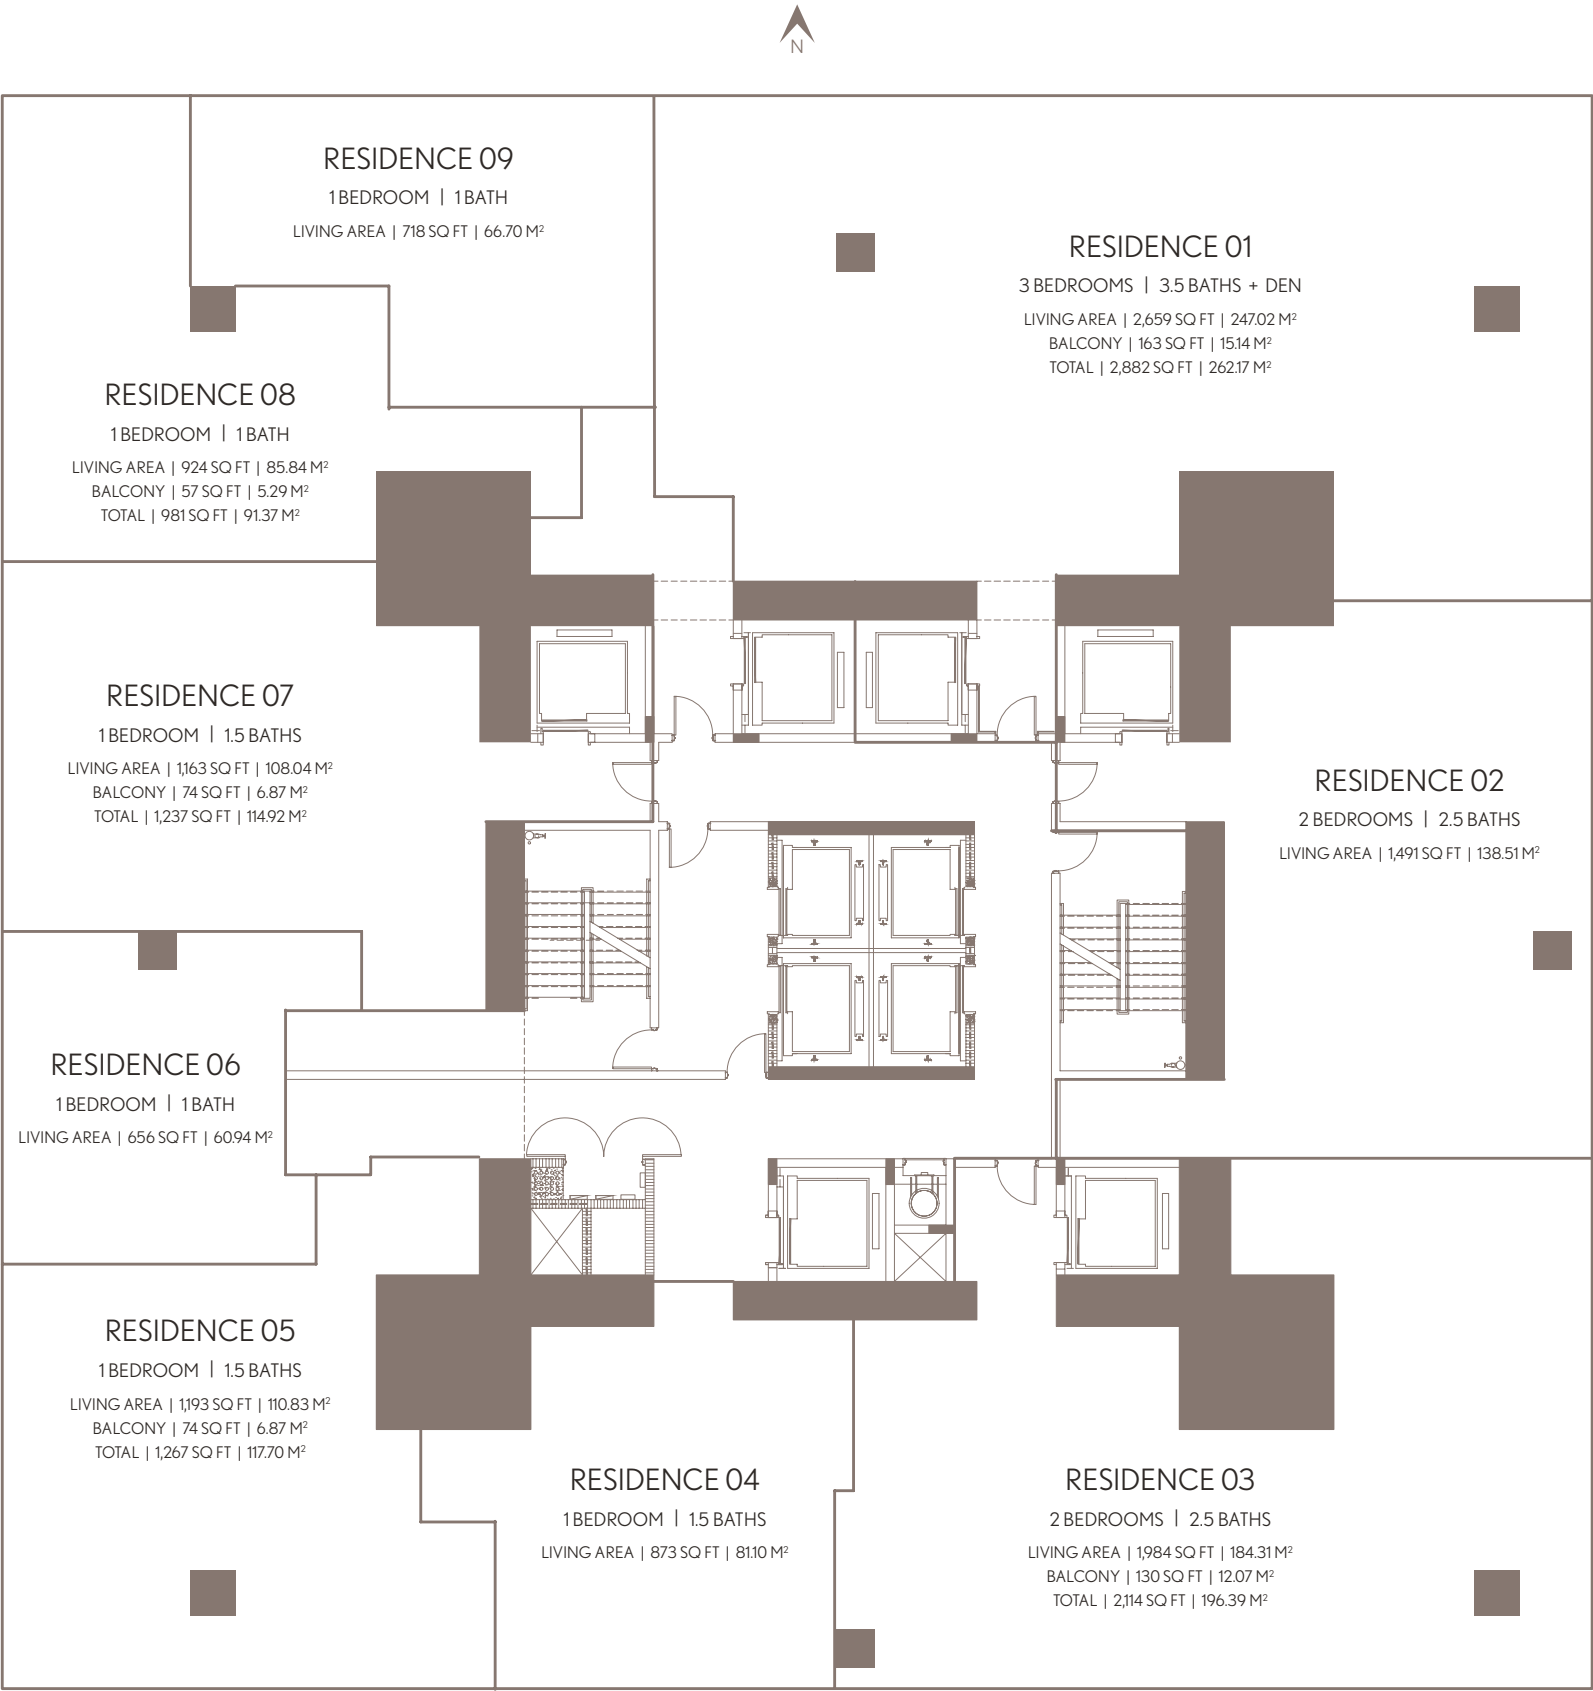 N
RESIDENCE 09
1 BEDROOM | 1 BATH
LIVING AREA | 718 SQ FT | 66.70 M²
RESIDENCE 01
3 BEDROOMS | 3.5 BATHS + DEN
LIVING AREA | 2,659 SQ FT | 247.02 M²
BALCONY | 163 SQ FT | 15.14 M²
TOTAL | 2,882 SQ FT | 262.17 M²
RESIDENCE 08
1 BEDROOM | 1 BATH
LIVING AREA | 924 SQ FT | 85.84 M²
BALCONY | 57 SQ FT | 5.29 M²
TOTAL | 981 SQ FT | 91.37 M²
RESIDENCE 07
1 BEDROOM | 1.5 BATHS
LIVING AREA | 1,163 SQ FT | 108.04 M²
BALCONY | 74 SQ FT | 6.87 M²
TOTAL | 1,237 SQ FT | 114.92 M²
RESIDENCE 02
2 BEDROOMS | 2.5 BATHS
LIVING AREA | 1,491 SQ FT | 138.51 M²
RESIDENCE 06
1 BEDROOM | 1 BATH
LIVING AREA | 656 SQ FT | 60.94 M²
RESIDENCE 05
1 BEDROOM | 1.5 BATHS
LIVING AREA | 1,193 SQ FT | 110.83 M²
BALCONY | 74 SQ FT | 6.87 M²
TOTAL | 1,267 SQ FT | 117.70 M²
RESIDENCE 04
1 BEDROOM | 1.5 BATHS
LIVING AREA | 873 SQ FT | 81.10 M²
RESIDENCE 03
2 BEDROOMS | 2.5 BATHS
LIVING AREA | 1,984 SQ FT | 184.31 M²
BALCONY | 130 SQ FT | 12.07 M²
TOTAL | 2,114 SQ FT | 196.39 M²